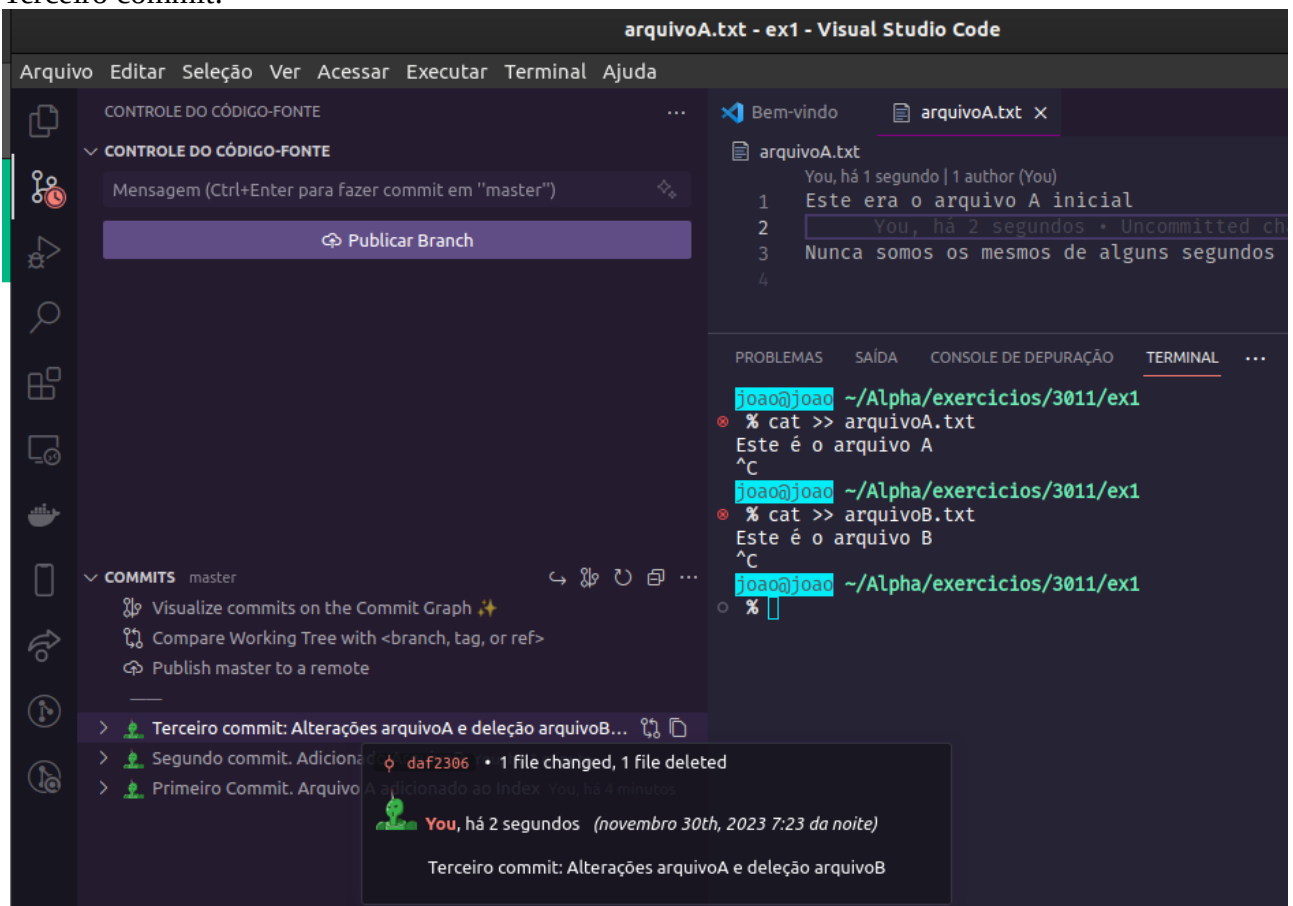 Terceiro commit:
arquivoA.txt - ex1 - Visual Studio Code
Arquivo Editar Seleção Ver Acessar Executar Terminal Ajuda
CONTROLE DO CÓDIGO-FONTE
CONTROLE DO CÓDIGO-FONTE
Mensagem (Ctrl+Enter para fazer commit em "master")
Publicar Branch
COMMITS master
Visualize commits on the Commit Graph ✨
Compare Working Tree with <branch, tag, or ref>
Publish master to a remote
Terceiro commit: Alterações arquivoA e deleção arquivoB...
Segundo commit. Adiciona
Primeiro Commit. Arquivo A adicionado ao Index You, há 4 minutos
daf2306 • 1 file changed, 1 file deleted
You, há 2 segundos (novembro 30th, 2023 7:23 da noite)
Terceiro commit: Alterações arquivoA e deleção arquivoB
Bem-vindo arquivoA.txt
arquivoA.txt
You, há 1 segundo | 1 author (You)
1 Este era o arquivo A inicial
2 You, há 2 segundos • Uncommitted ch
3 Nunca somos os mesmos de alguns segundos
4
PROBLEMAS SAÍDA CONSOLE DE DEPURAÇÃO TERMINAL ...
joao@joao ~/Alpha/exercicios/3011/ex1
% cat >> arquivoA.txt
Este é o arquivo A
^C
joao@joao ~/Alpha/exercicios/3011/ex1
% cat >> arquivoB.txt
Este é o arquivo B
^C
joao@joao ~/Alpha/exercicios/3011/ex1
%